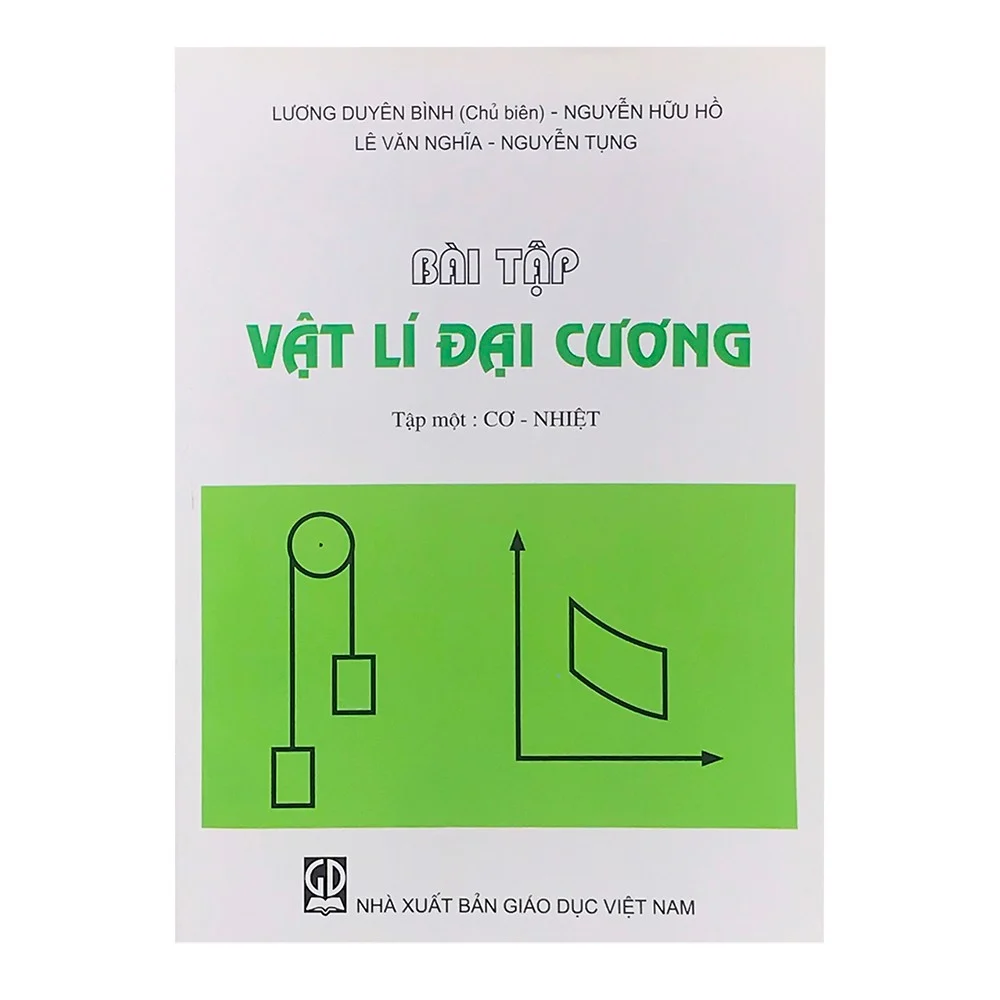 LƯƠNG DUYÊN BÌNH (Chủ biên) - NGUYỄN HỮU HỒ
LÊ VĂN NGHĨA - NGUYỄN TỤNG
BÀI TẬP
VẬT LÍ ĐẠI CƯƠNG
Tập một : CƠ - NHIỆT
GD
NHÀ XUẤT BẢN GIÁO DỤC VIỆT NAM